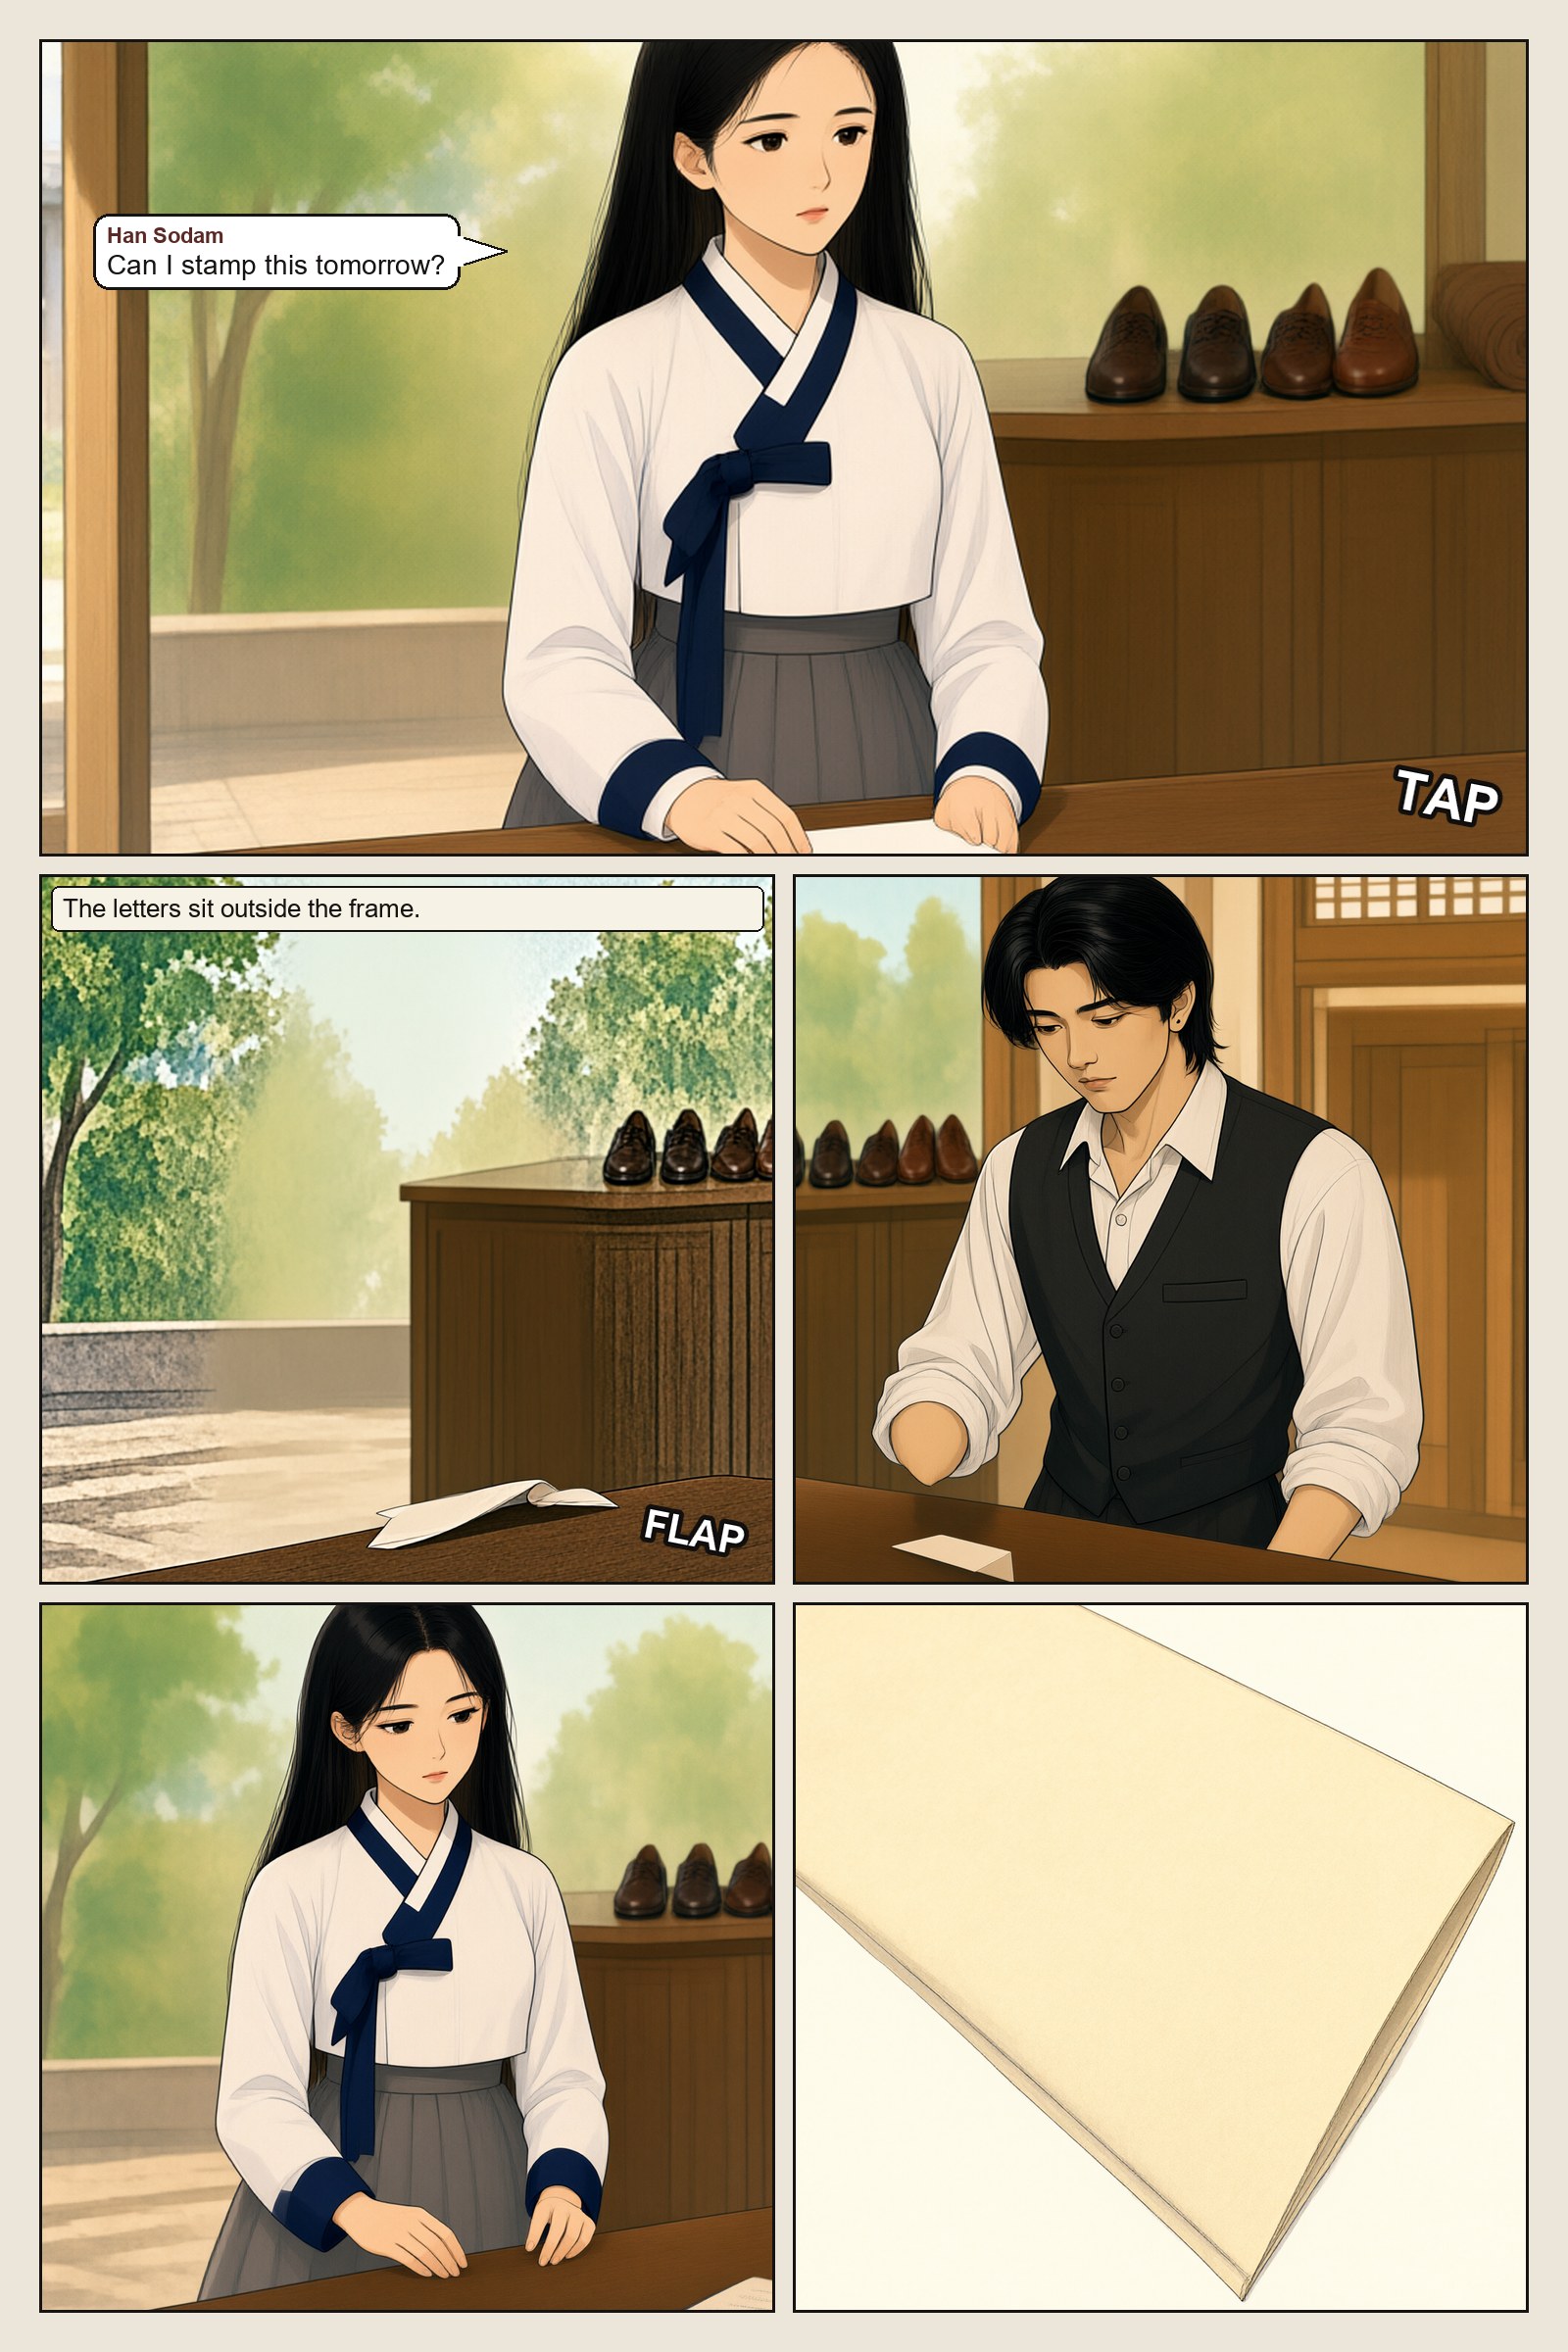 Han Sodam
Can I stamp this tomorrow?
TAP
The letters sit outside the frame.
FLAP